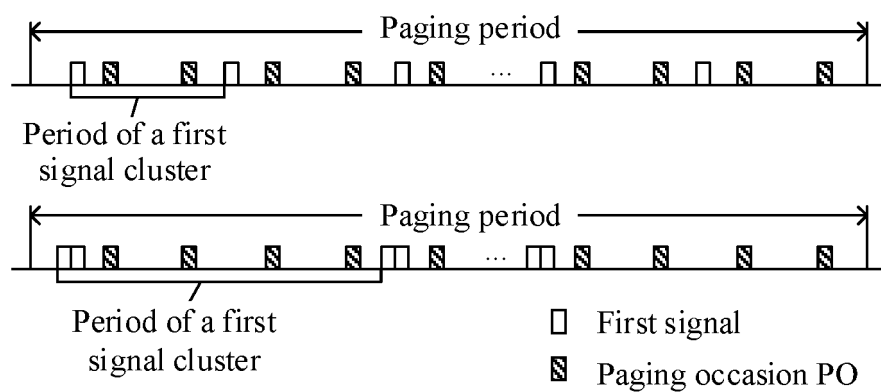 Paging period
...
Period of a first
signal cluster
Paging period
...
Period of a first
signal cluster
First signal
Paging occasion PO